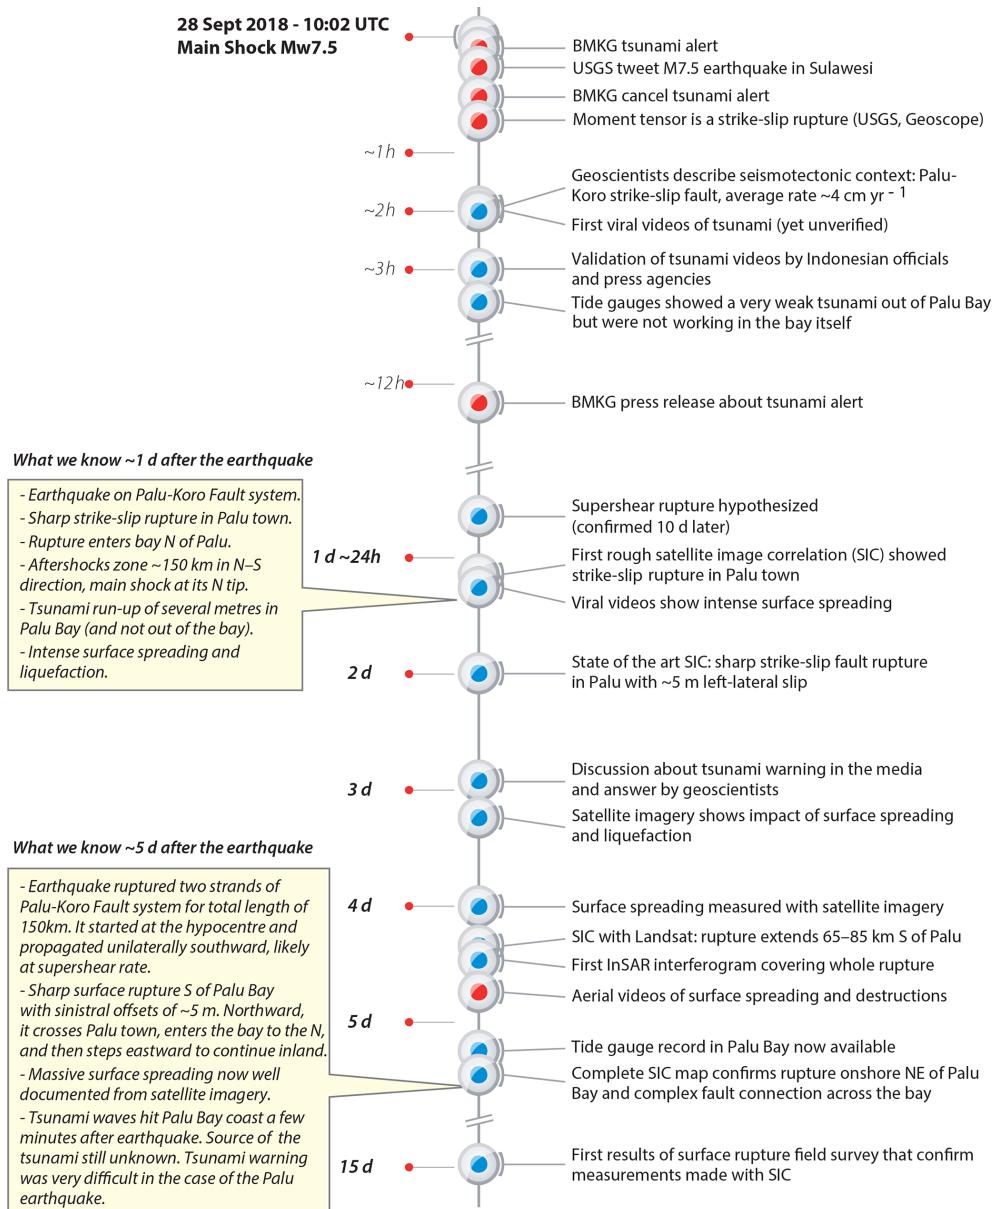 28 Sept 2018 - 10:02 UTC
Main Shock Mw7.5
BMKG tsunami alert
USGS tweet M7.5 earthquake in Sulawesi
BMKG cancel tsunami alert
Moment tensor is a strike-slip rupture (USGS, Geoscope)
~1h
Geoscientists describe seismotectonic context: Palu-
Koro strike-slip fault, average rate ~4 cm yr - 1
~2h
First viral videos of tsunami (yet unverified)
~3h
Validation of tsunami videos by Indonesian officials
and press agencies
Tide gauges showed a very weak tsunami out of Palu Bay
but were not working in the bay itself
~12h
BMKG press release about tsunami alert
What we know ~1 d after the earthquake
- Earthquake on Palu-Koro Fault system.
- Sharp strike-slip rupture in Palu town.
- Rupture enters bay N of Palu.
- Aftershocks zone ~150 km in N–S
direction, main shock at its N tip.
- Tsunami run-up of several metres in
Palu Bay (and not out of the bay).
- Intense surface spreading and
liquefaction.
Supershear rupture hypothesized
(confirmed 10 d later)
1 d ~24h
First rough satellite image correlation (SIC) showed
strike-slip rupture in Palu town
Viral videos show intense surface spreading
2 d
State of the art SIC: sharp strike-slip fault rupture
in Palu with ~5 m left-lateral slip
3 d
Discussion about tsunami warning in the media
and answer by geoscientists
Satellite imagery shows impact of surface spreading
and liquefaction
What we know ~5 d after the earthquake
- Earthquake ruptured two strands of
Palu-Koro Fault system for total length of
150km. It started at the hypocentre and
propagated unilaterally southward, likely
at supershear rate.
- Sharp surface rupture S of Palu Bay
with sinistral offsets of ~5 m. Northward,
it crosses Palu town, enters the bay to the N,
and then steps eastward to continue inland.
- Massive surface spreading now well
documented from satellite imagery.
- Tsunami waves hit Palu Bay coast a few
minutes after earthquake. Source of the
tsunami still unknown. Tsunami warning
was very difficult in the case of the Palu
earthquake.
4 d
Surface spreading measured with satellite imagery
SIC with Landsat: rupture extends 65–85 km S of Palu
First InSAR interferogram covering whole rupture
Aerial videos of surface spreading and destructions
5 d
Tide gauge record in Palu Bay now available
Complete SIC map confirms rupture onshore NE of Palu
Bay and complex fault connection across the bay
15 d
First results of surface rupture field survey that confirm
measurements made with SIC